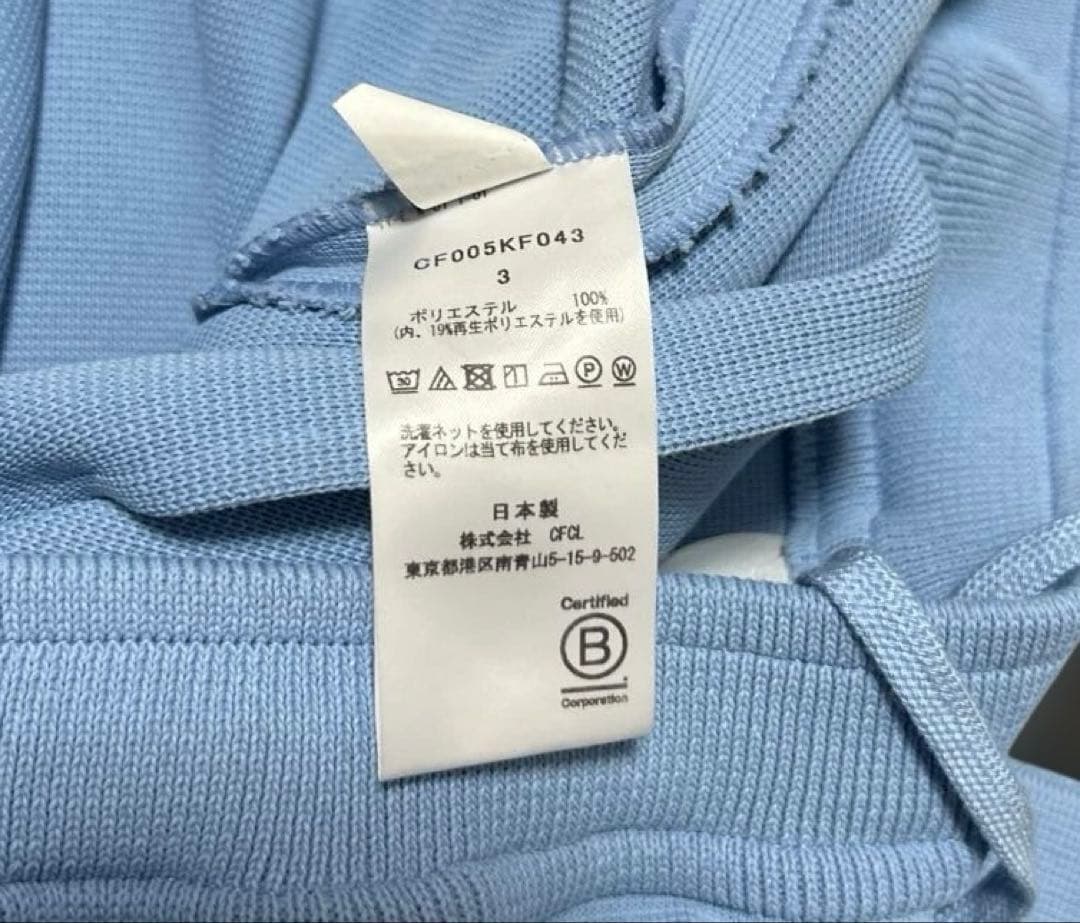 CF005KF043
3
ポリエステル 100%
(内、19%再生ポリエステルを使用)
30
P
W
洗濯ネットを使用してください。
アイロンは当て布を使用してくだ
さい。
日本製
株式会社 CFCL
東京都港区南青山5-15-9-502
Certified
B
Corporation